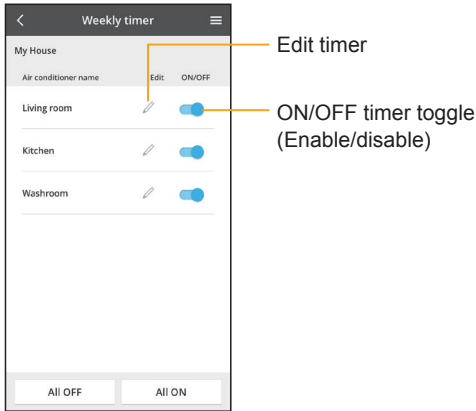 Weekly timer
My House
Air conditioner name Edit ON/OFF
Living room
Kitchen
Washroom
All OFF All ON
Edit timer
ON/OFF timer toggle
(Enable/disable)